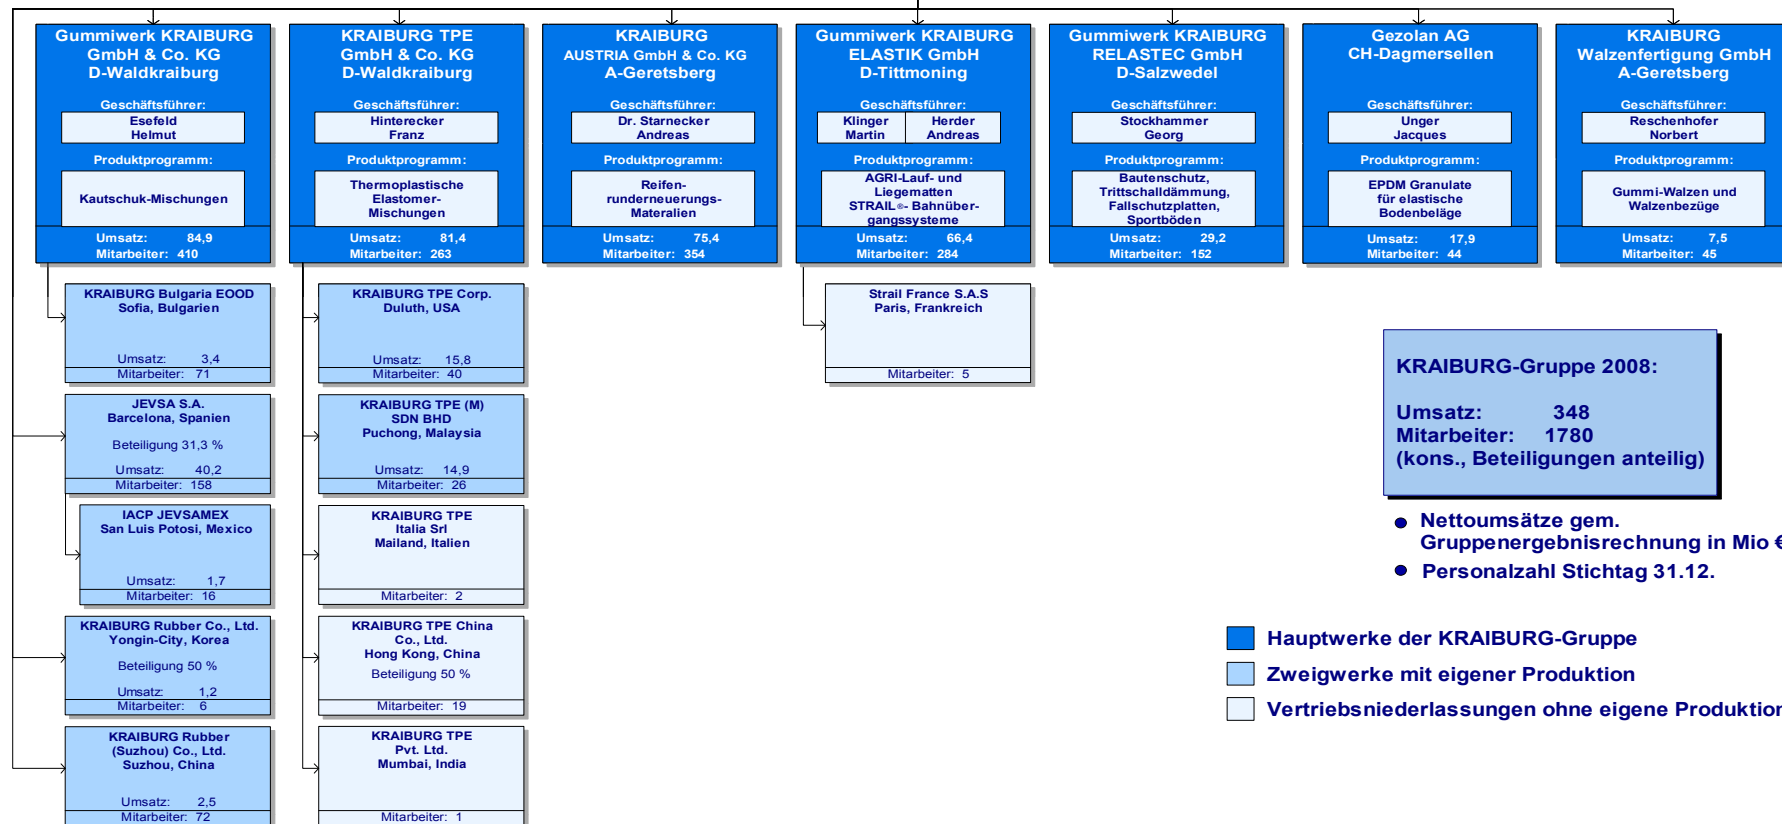 Gummiwerk KRAIBURG
GmbH & Co. KG
D-Waldkraiburg
Geschäftsführer:
Esefeld
Helmut
Produktprogramm:
Kautschuk-Mischungen
Umsatz: 84,9
Mitarbeiter: 410
KRAIBURG TPE
GmbH & Co. KG
D-Waldkraiburg
Geschäftsführer:
Hinterecker
Franz
Produktprogramm:
Thermoplastische
Elastomer-
Mischungen
Umsatz: 81,4
Mitarbeiter: 263
KRAIBURG
AUSTRIA GmbH & Co. KG
A-Geretsberg
Geschäftsführer:
Dr. Starnecker
Andreas
Produktprogramm:
Reifen-
runderneuerungs-
Materalien
Umsatz: 75,4
Mitarbeiter: 354
Gummiwerk KRAIBURG
ELASTIK GmbH
D-Tittmoning
Geschäftsführer:
Klinger
Martin
Herder
Andreas
Produktprogramm:
AGRI-Lauf- und
Liegematten
STRAIL®- Bahnüber-
gangssysteme
Umsatz: 66,4
Mitarbeiter: 284
Gummiwerk KRAIBURG
RELASTEC GmbH
D-Salzwedel
Geschäftsführer:
Stockhammer
Georg
Produktprogramm:
Bautenschutz,
Trittschalldämmung,
Fallschutzplatten,
Sportböden
Umsatz: 29,2
Mitarbeiter: 152
Gezolan AG
CH-Dagmersellen
Geschäftsführer:
Unger
Jacques
Produktprogramm:
EPDM Granulate
für elastische
Bodenbeläge
Umsatz: 17,9
Mitarbeiter: 44
KRAIBURG
Walzenfertigung GmbH
A-Geretsberg
Geschäftsführer:
Reschenhofer
Norbert
Produktprogramm:
Gummi-Walzen und
Walzenbezüge
Umsatz: 7,5
Mitarbeiter: 45
KRAIBURG Bulgaria EOOD
Sofia, Bulgarien
Umsatz: 3,4
Mitarbeiter: 71
JEVSA S.A.
Barcelona, Spanien
Beteiligung 31,3 %
Umsatz: 40,2
Mitarbeiter: 158
IACP JEVSAMEX
San Luis Potosi, Mexico
Umsatz: 1,7
Mitarbeiter: 16
KRAIBURG Rubber Co., Ltd.
Yongin-City, Korea
Beteiligung 50 %
Umsatz: 1,2
Mitarbeiter: 6
KRAIBURG Rubber
(Suzhou) Co., Ltd.
Suzhou, China
Umsatz: 2,5
Mitarbeiter: 72
KRAIBURG TPE Corp.
Duluth, USA
Umsatz: 15,8
Mitarbeiter: 40
KRAIBURG TPE (M)
SDN BHD
Puchong, Malaysia
Umsatz: 14,9
Mitarbeiter: 26
KRAIBURG TPE
Italia Srl
Mailand, Italien
Mitarbeiter: 2
KRAIBURG TPE China
Co., Ltd.
Hong Kong, China
Beteiligung 50 %
Mitarbeiter: 19
KRAIBURG TPE
Pvt. Ltd.
Mumbai, India
Mitarbeiter: 1
Strail France S.A.S
Paris, Frankreich
Mitarbeiter: 5
KRAIBURG-Gruppe 2008:
Umsatz: 348
Mitarbeiter: 1780
(kons., Beteiligungen anteilig)
● Nettoumsätze gem.
Gruppenergebnisrechnung in Mio €
● Personalzahl Stichtag 31.12.
Hauptwerke der KRAIBURG-Gruppe
Zweigwerke mit eigener Produktion
Vertriebsniederlassungen ohne eigene Produktion